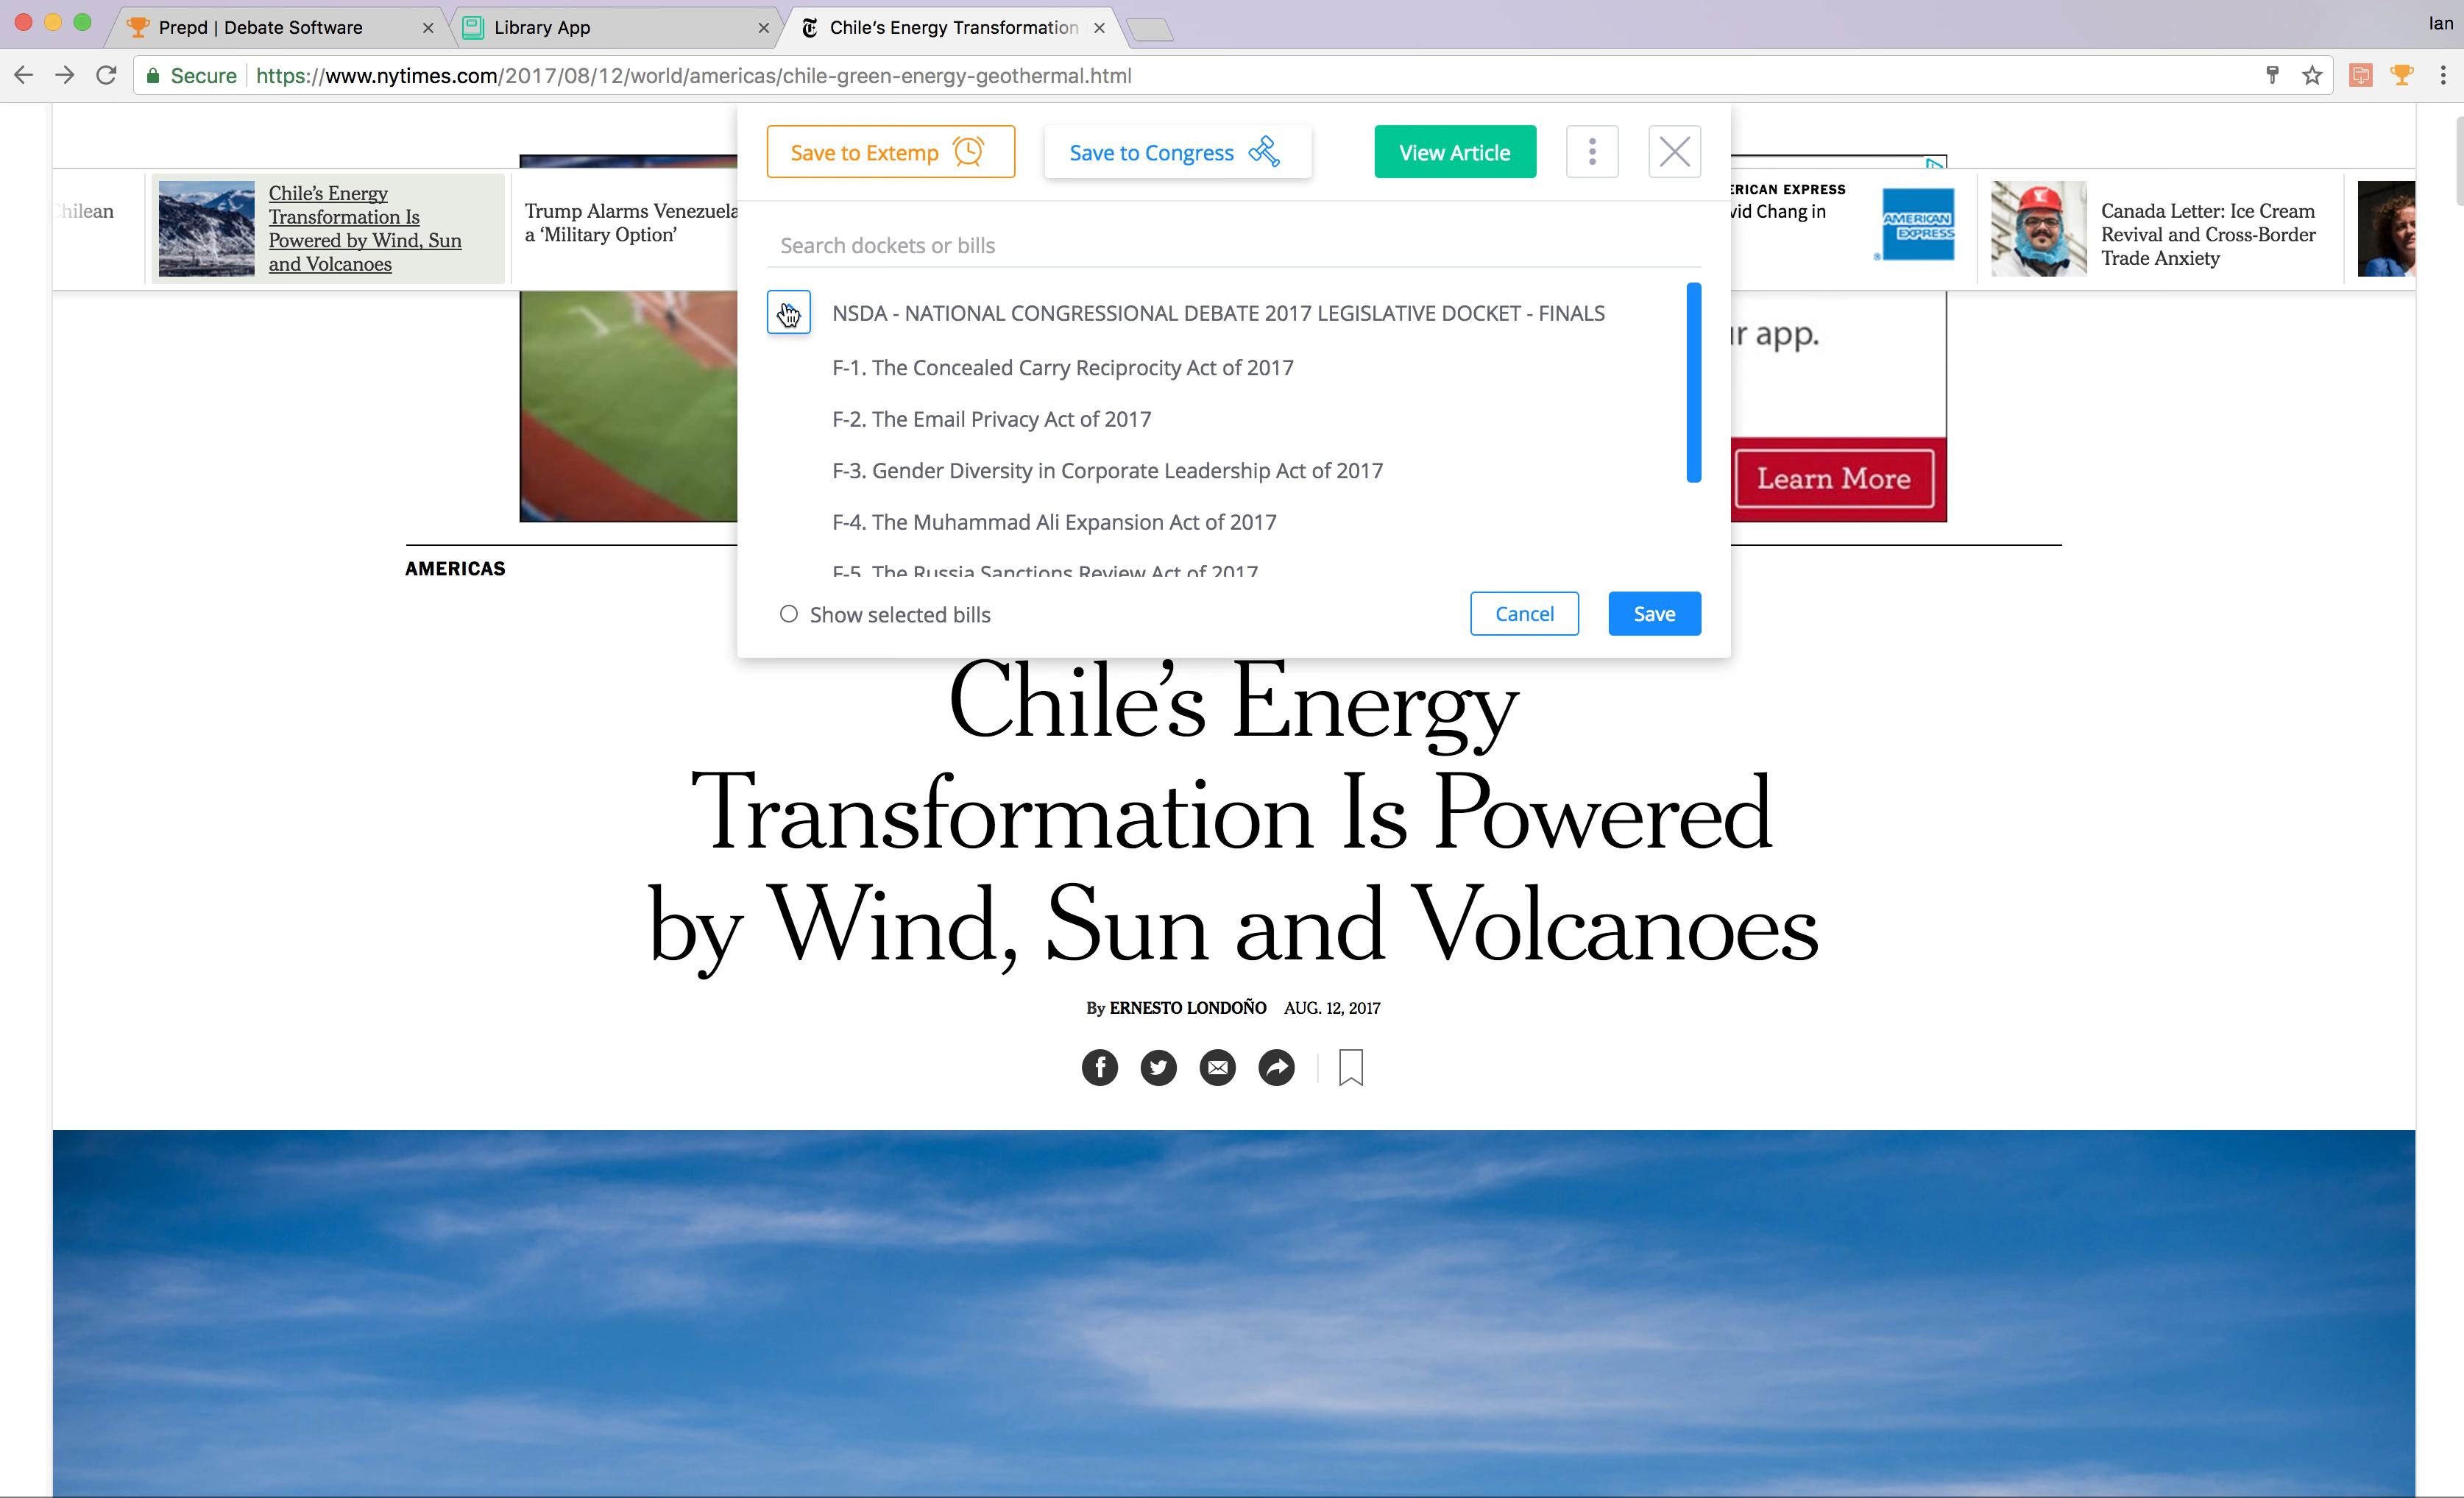 Prepd | Debate Software
Library App
Chile's Energy Transformation
Ian
Secure
https://www.nytimes.com/2017/08/12/world/americas/chile-green-energy-geothermal.html
Save to Extemp
Save to Congress
View Article
Chile's Energy
Transformation Is
Powered by Wind, Sun
and Volcanoes
Trump Alarms Venezuela
a ‘Military Option’
AMERICAN
EXPRESS
Canada Letter: Ice Cream
Revival and Cross-Border
Trade Anxiety
EXPRESS
Chang in
Search dockets or bills
NSDA - NATIONAL CONGRESSIONAL DEBATE 2017 LEGISLATIVE DOCKET - FINALS
F-1. The Concealed Carry Reciprocity Act of 2017
F-2. The Email Privacy Act of 2017
F-3. Gender Diversity in Corporate Leadership Act of 2017
F-4. The Muhammad Ali Expansion Act of 2017
F-5. The Russia Sanctions Review Act of 2017
app.
Learn More
Show selected bills
Cancel
Save
AMERICAS
Chile’s Energy
Transformation Is Powered
by Wind, Sun and Volcanoes
By ERNESTO LONDOÑO AUG. 12, 2017